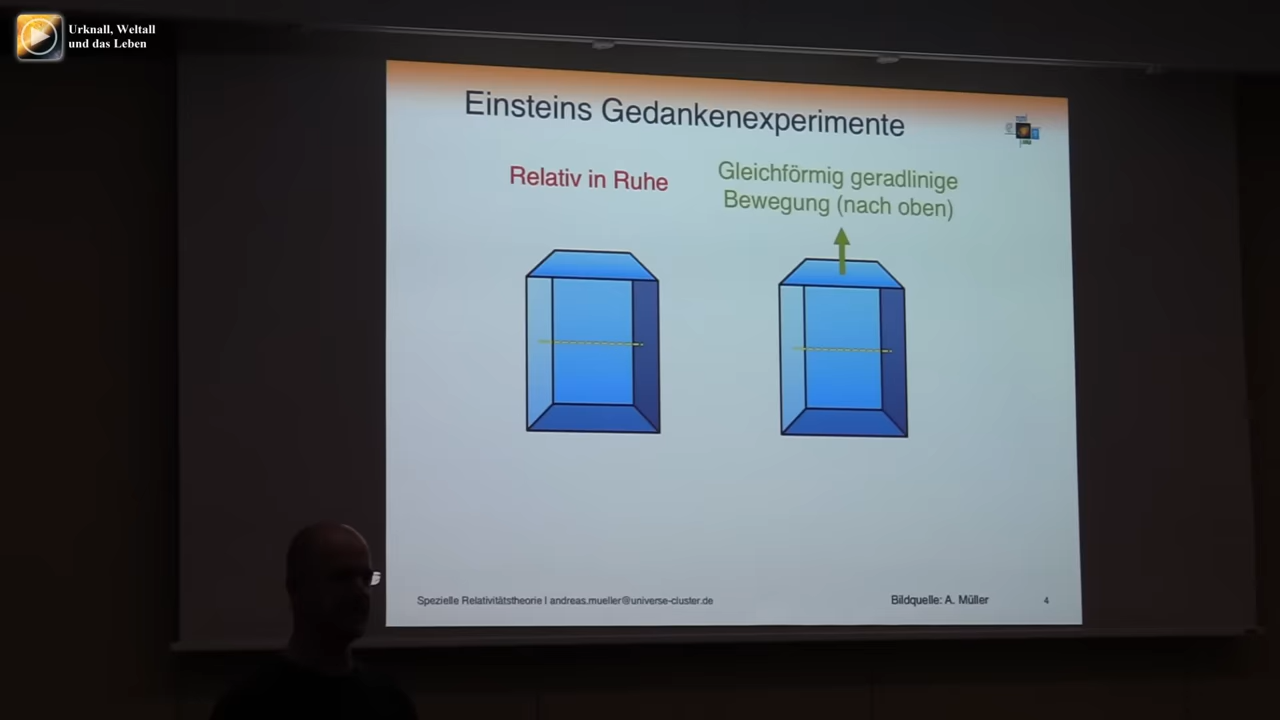 Urknall, Weltall
und das Leben
Einsteins Gedankenexperimente
Relativ in Ruhe
Gleichförmig geradlinige
Bewegung (nach oben)
Spezielle Relativitätstheorie | andreas.mueller@universe-cluster.de
Bildquelle: A. Müller
4